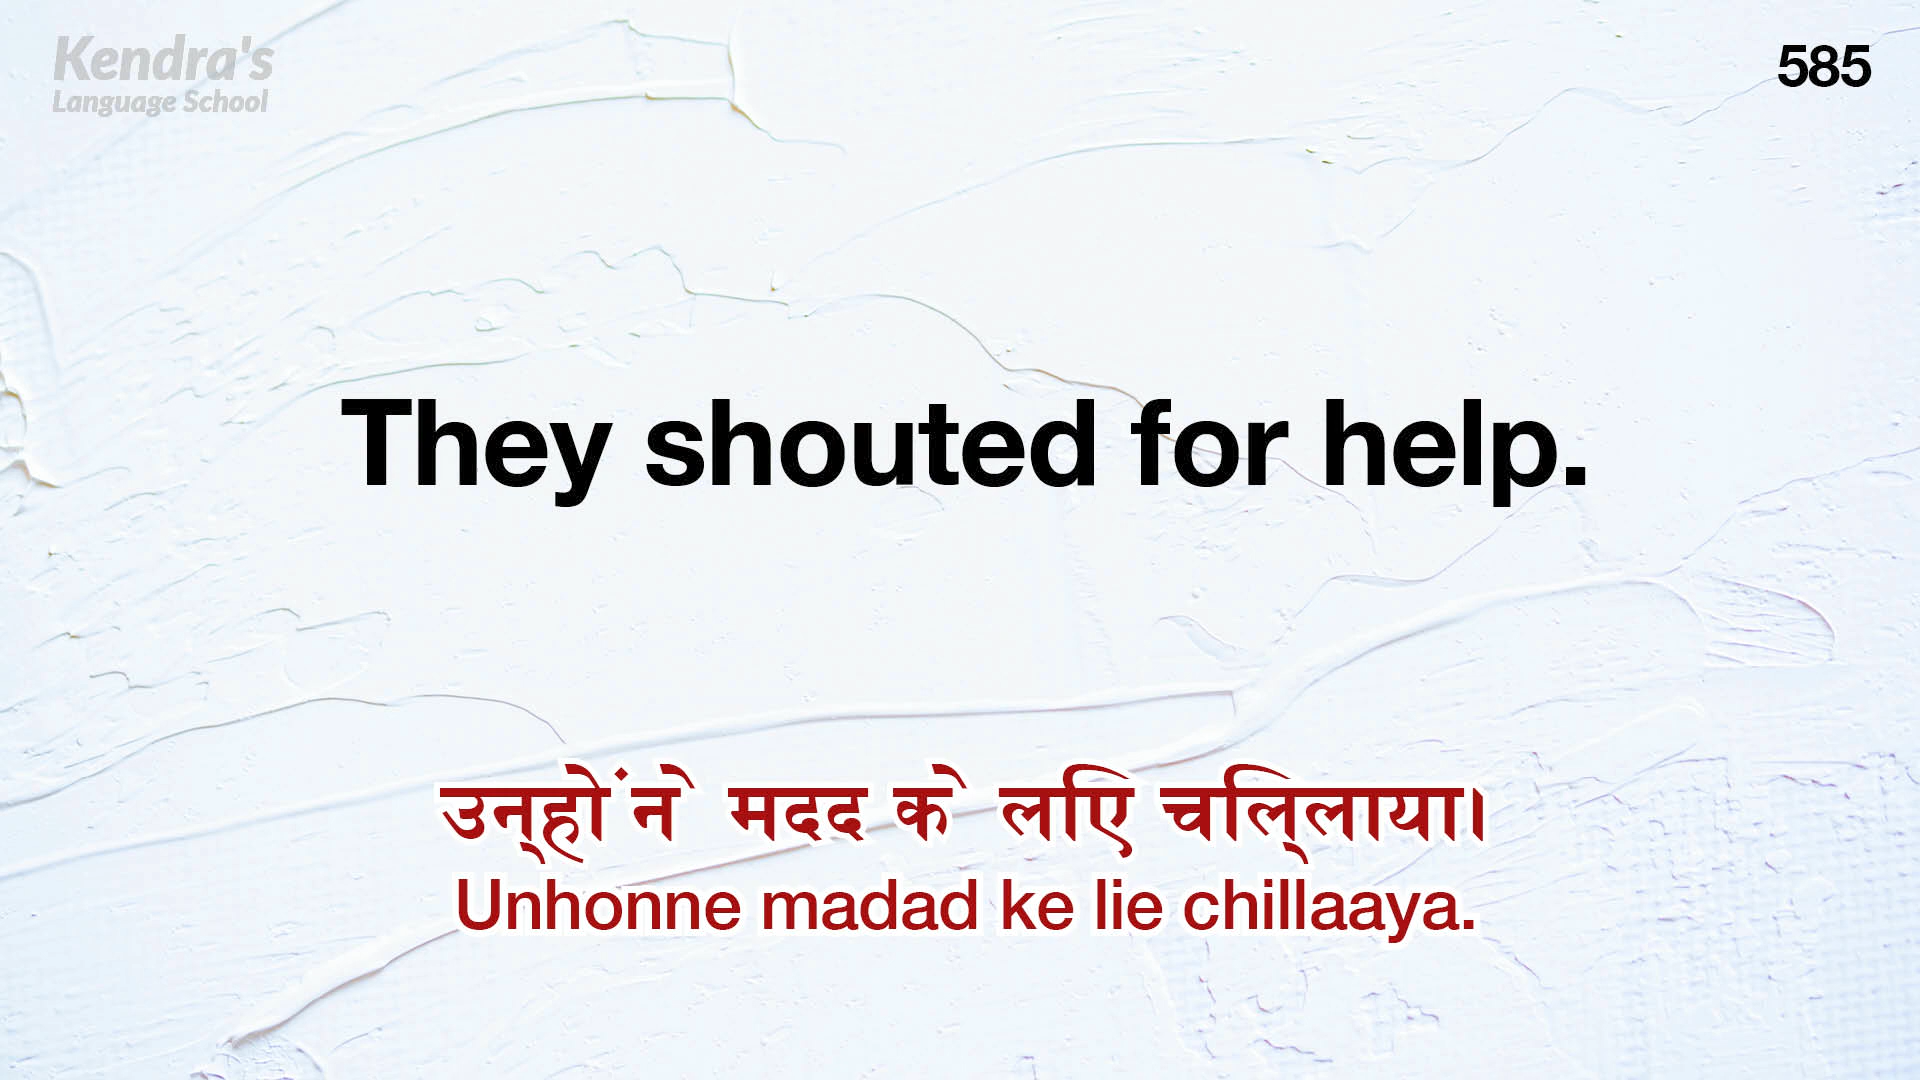 Kendra's
Language School
585
They shouted for help.
उन्होंने मदद के लिए चिल्लाया।
Unhonne madad ke lie chillaaya.